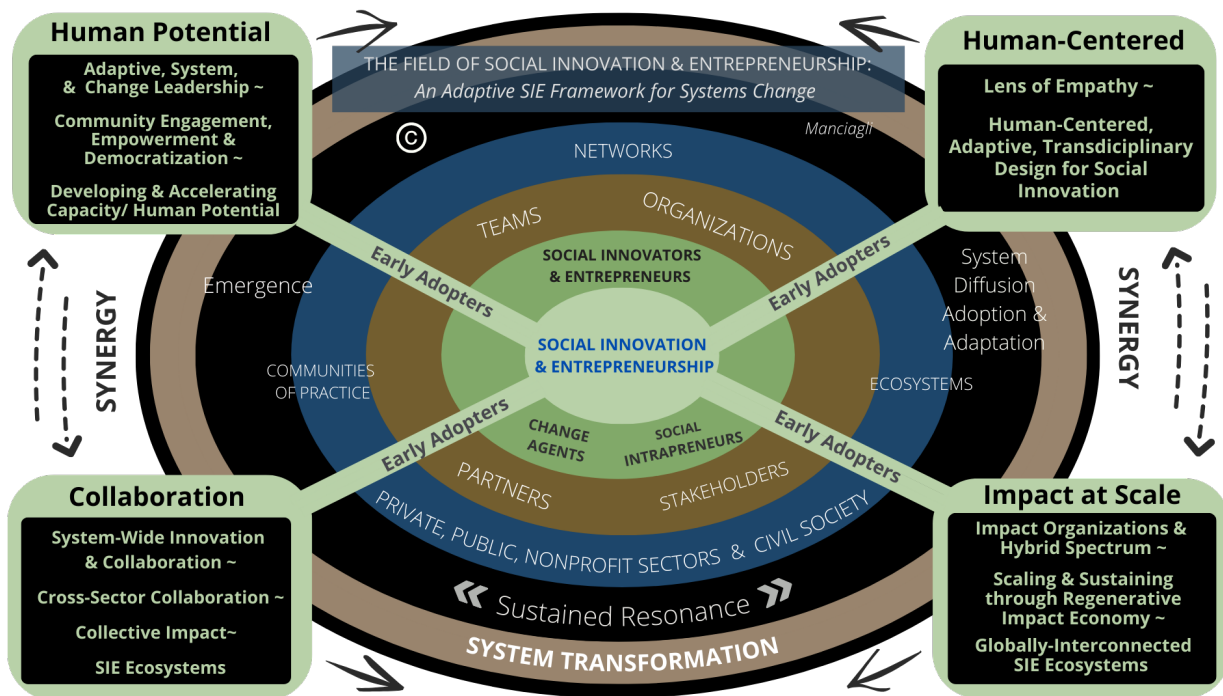 Human Potential
Adaptive, System,
& Change Leadership ~
Community Engagement,
Empowerment &
Democratization ~
Developing & Accelerating
Capacity/ Human Potential
THE FIELD OF SOCIAL INNOVATION & ENTREPRENEURSHIP:
An Adaptive SIE Framework for Systems Change
©
Manciagli
Human-Centered
Lens of Empathy ~
Human-Centered,
Adaptive, Transdiciplinary
Design for Social
Innovation
NETWORKS
TEAMS
ORGANIZATIONS
SOCIAL INNOVATORS
& ENTREPRENEURS
Early Adopters
Early Adopters
Emergence
System
Diffusion
Adoption &
Adaptation
SYNERGY
SYNERGY
SOCIAL INNOVATION
& ENTREPRENEURSHIP
COMMUNITIES
OF PRACTICE
ECOSYSTEMS
Early Adopters
Early Adopters
CHANGE
AGENTS
SOCIAL
INTRAPRENEURS
PARTNERS
STAKEHOLDERS
PRIVATE, PUBLIC, NONPROFIT SECTORS & CIVIL SOCIETY
Sustained Resonance
SYSTEM TRANSFORMATION
Collaboration
System-Wide Innovation
& Collaboration ~
Cross-Sector Collaboration ~
Collective Impact~
SIE Ecosystems
Impact at Scale
Impact Organizations &
Hybrid Spectrum ~
Scaling & Sustaining
through Regenerative
Impact Economy ~
Globally-Interconnected
SIE Ecosystems